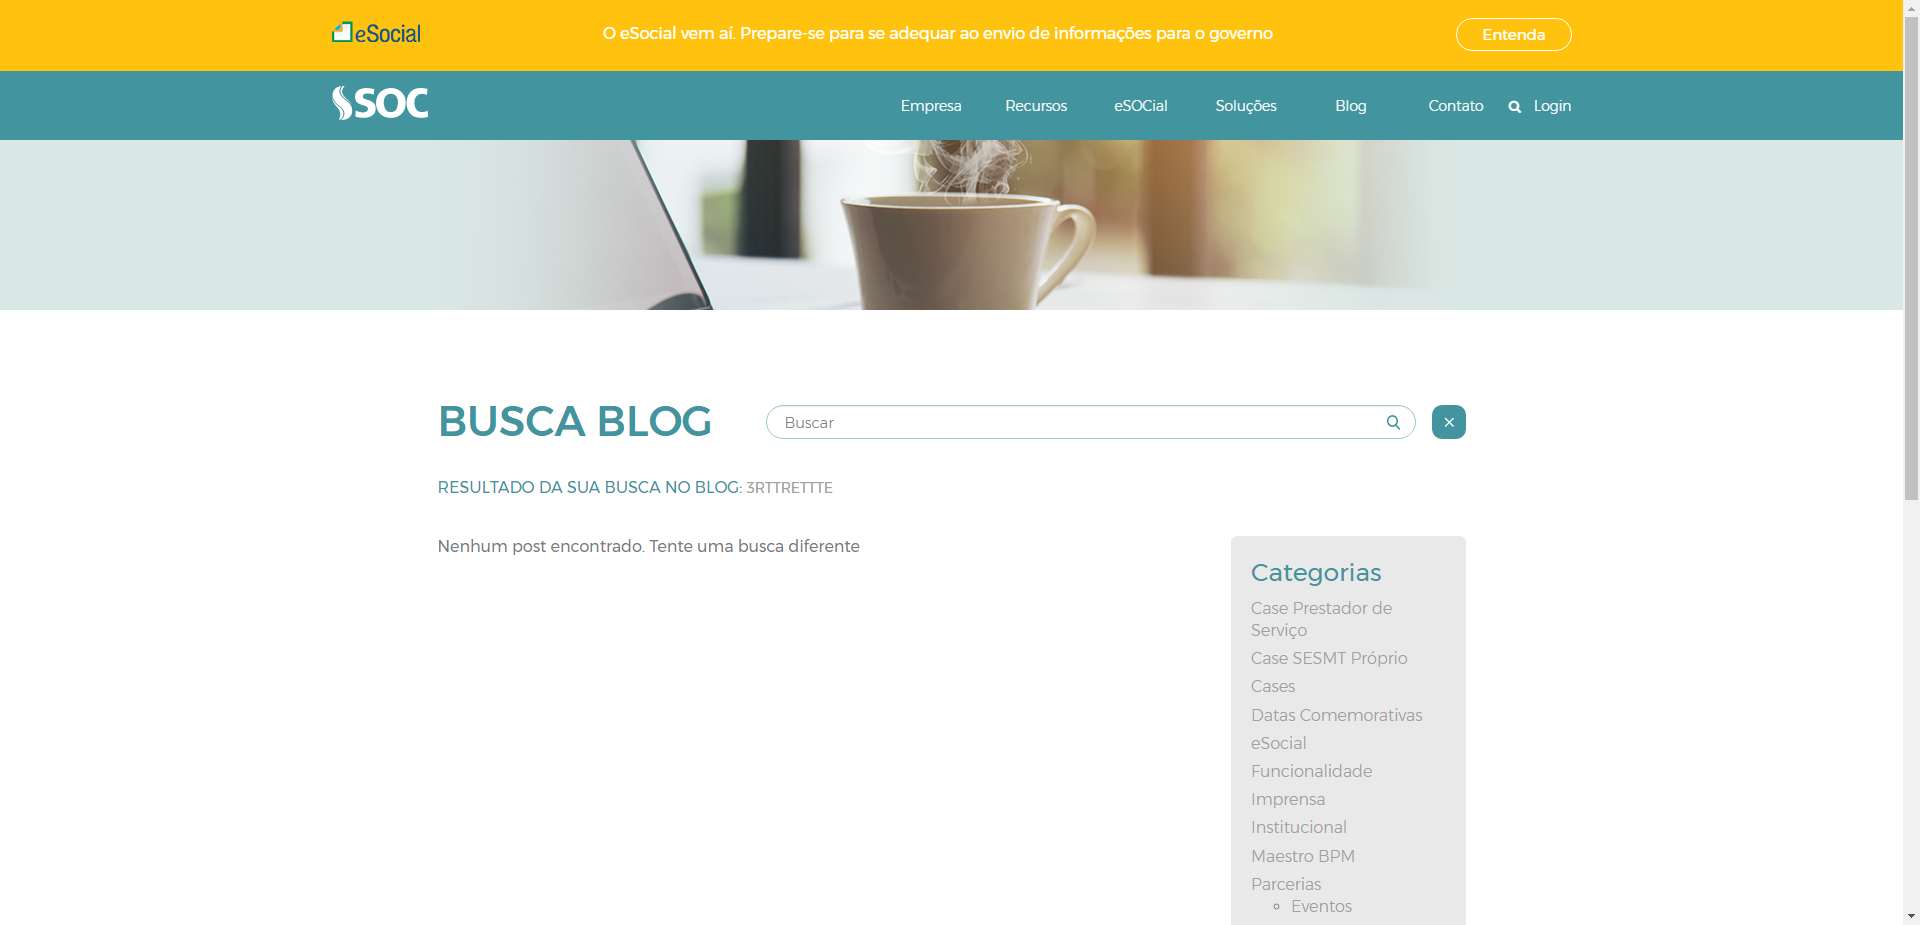 eSocial
O eSocial vem aí. Prepare-se para se adequar ao envio de informações para o governo
Entenda
SOC
Empresa
Recursos
eSOCial
Soluções
Blog
Contato
Login
BUSCA BLOG
Buscar
RESULTADO DA SUA BUSCA NO BLOG: 3RTTRETTTE
Nenhum post encontrado. Tente uma busca diferente
Categorias
Case Prestador de
Serviço
Case SESMT Próprio
Cases
Datas Comemorativas
eSocial
Funcionalidade
Imprensa
Institucional
Maestro BPM
Parcerias
Eventos